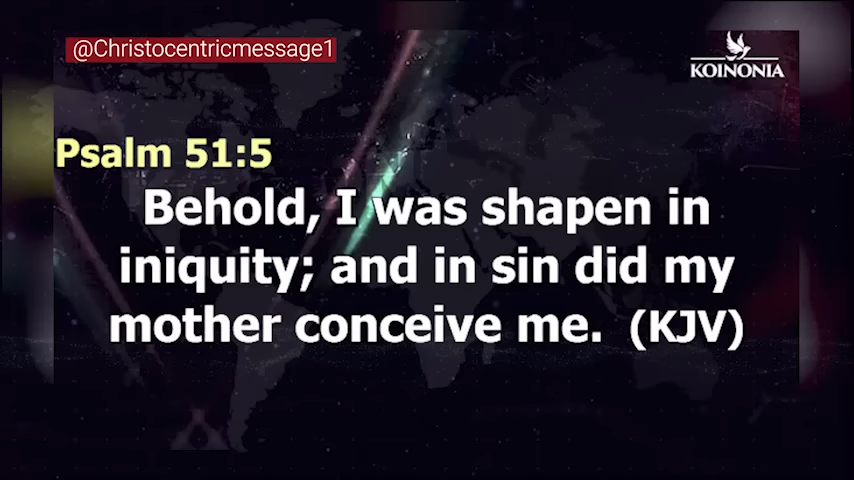 @Christocentricmessage1
KOINONIA
Psalm 51:5
Behold, I was shapen in
iniquity; and in sin did my
mother conceive me. (KJV)